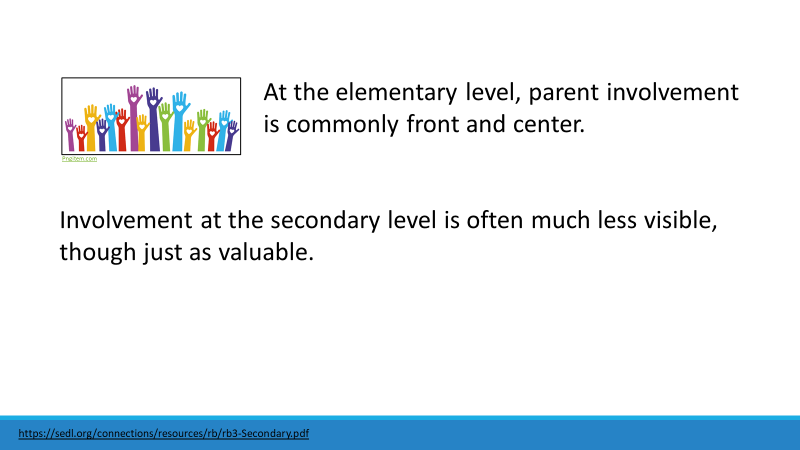 At the elementary level, parent involvement
is commonly front and center.
Pngitem.com
Involvement at the secondary level is often much less visible,
though just as valuable.
https://sedl.org/connections/resources/rb/rb3-Secondary.pdf